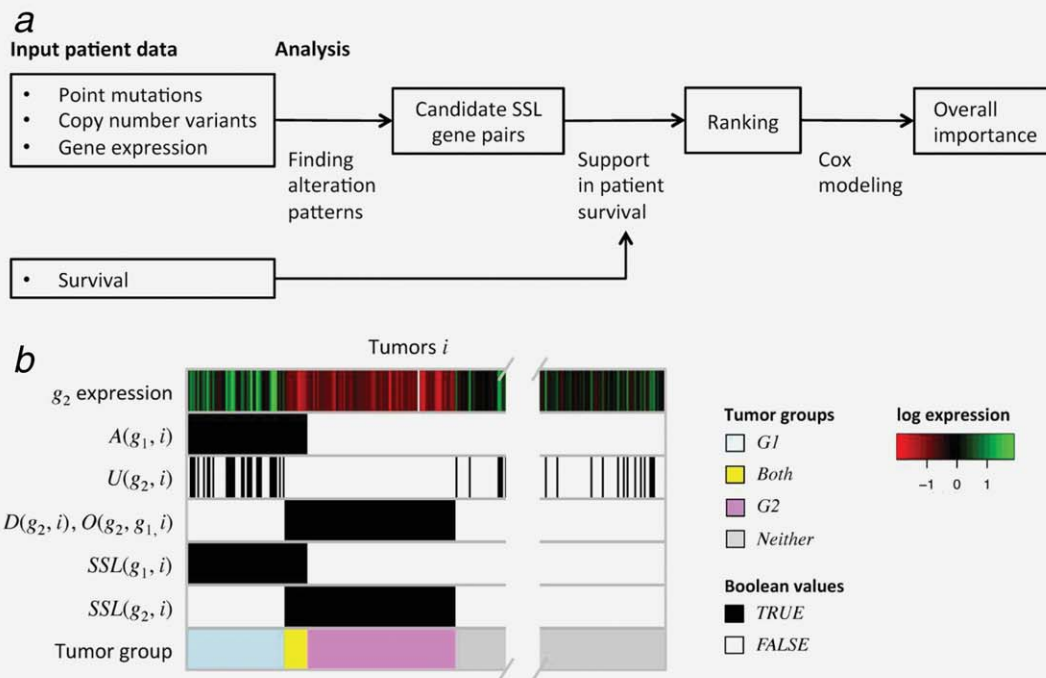 a
Input patient data
Analysis
• Point mutations
• Copy number variants
• Gene expression
Finding
alteration
patterns
Candidate SSL
gene pairs
Support
in patient
survival
Ranking
Cox
modeling
Overall
importance
• Survival
b
Tumors i
g₂ expression
A(g₁, i)
U(g₂, i)
D(g₂, i), O(g₂, g₁, i)
SSL(g₁, i)
SSL(g₂, i)
Tumor group
Tumor groups
G1
Both
G2
Neither
Boolean values
TRUE
FALSE
log expression
−1 0 1